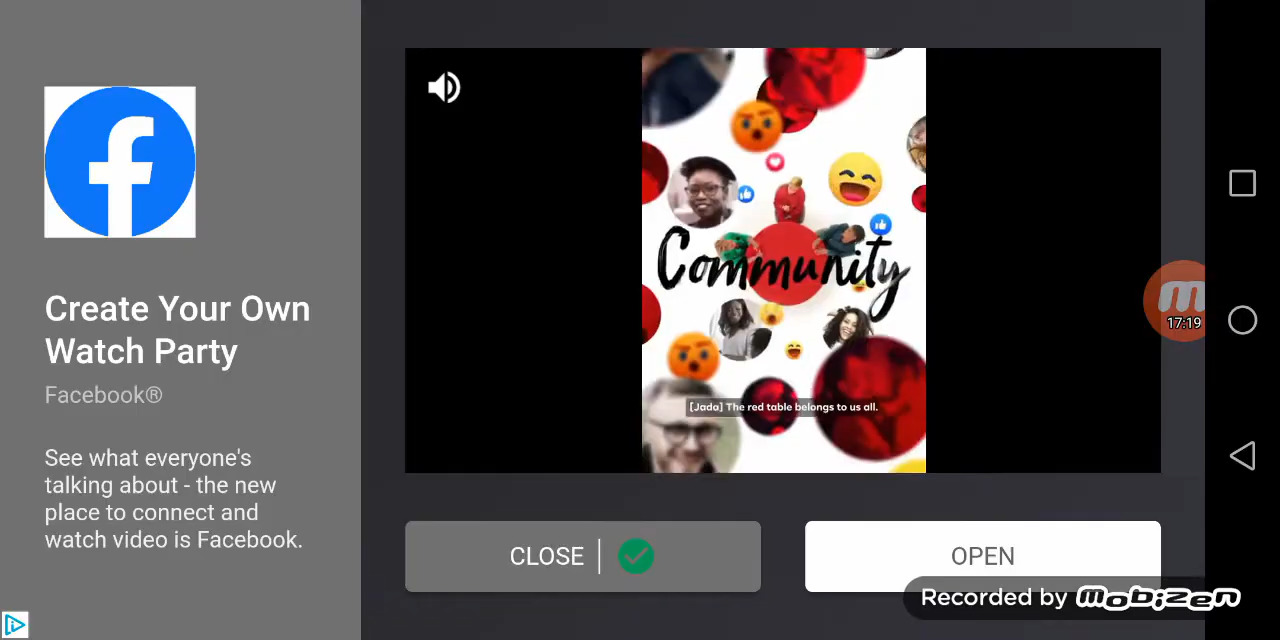 Create Your Own
Watch Party
Facebook®
See what everyone's
talking about - the new
place to connect and
watch video is Facebook.
Community
[Jada] The red table belongs to us all.
CLOSE
OPEN
17:19
Recorded by mobizen